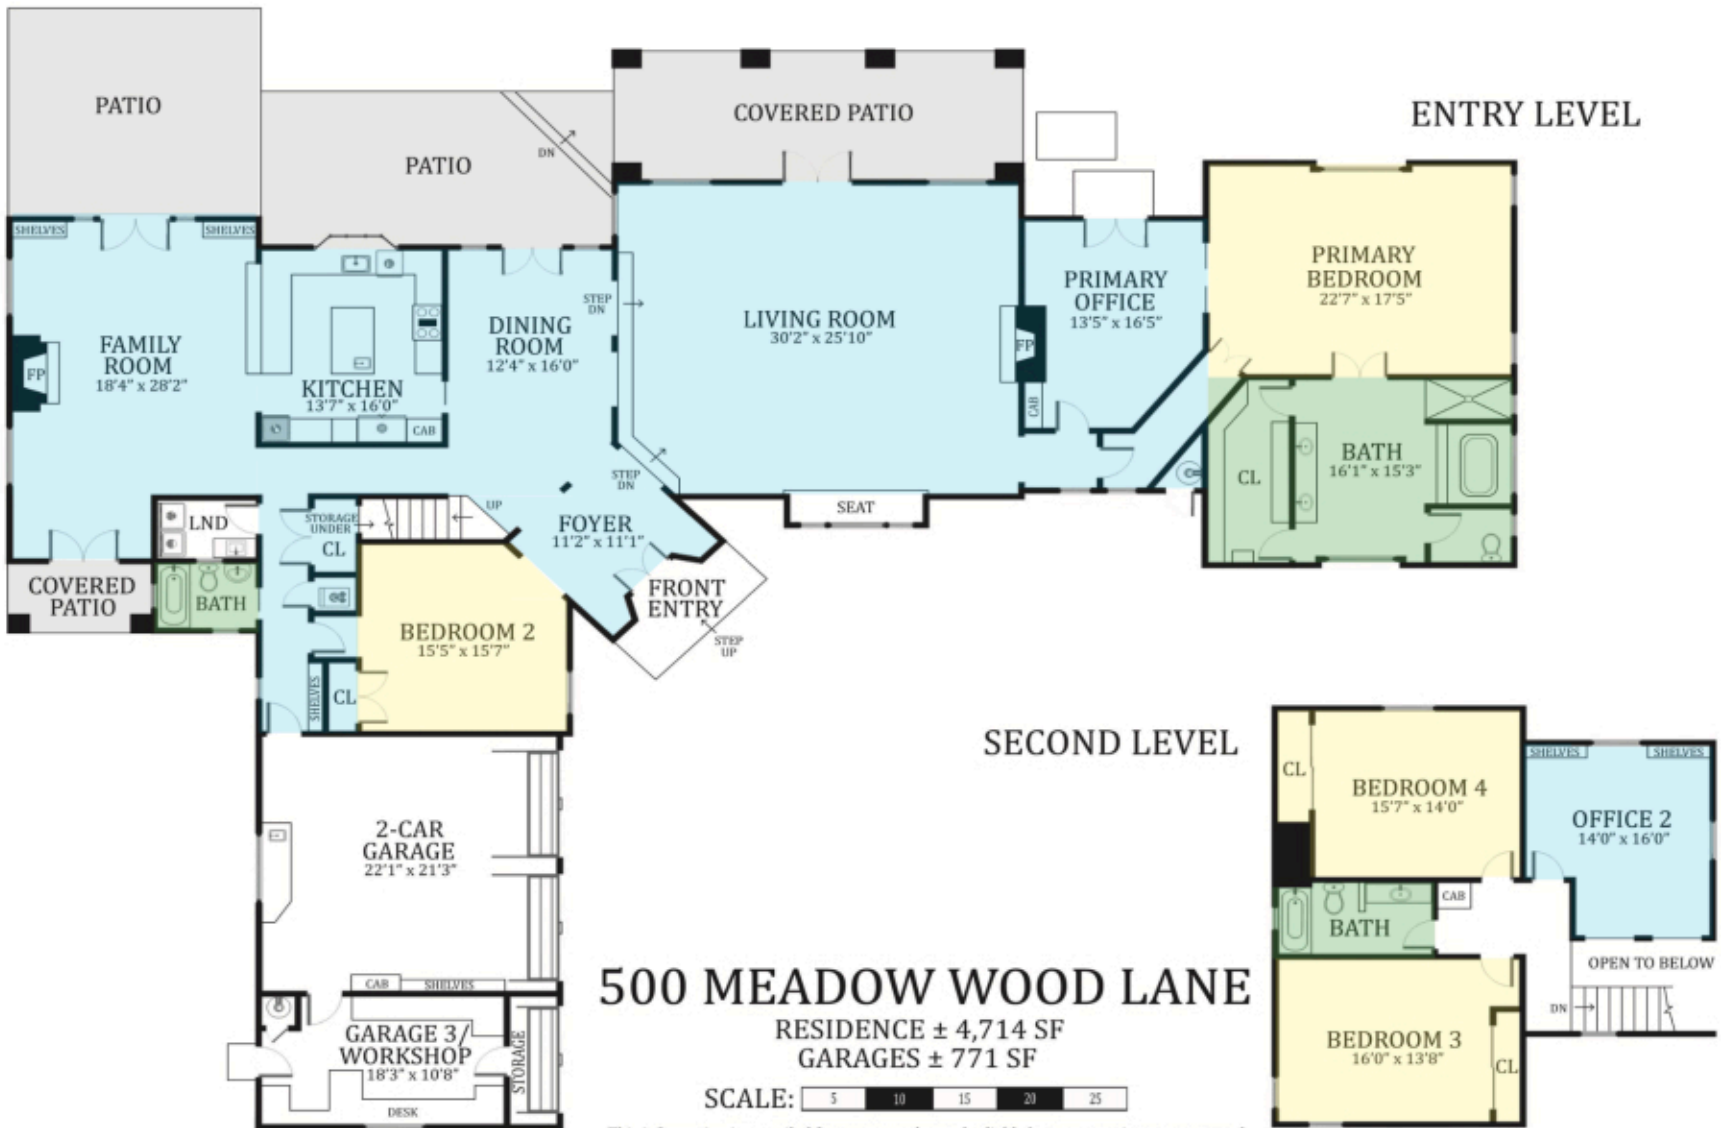 PATIO
PATIO
DN
COVERED PATIO
ENTRY LEVEL
SHELVES
SHELVES
FAMILY
ROOM
18'4" x 28'2"
FP
KITCHEN
13'7" x 16'0"
CAB
DINING
ROOM
12'4" x 16'0"
STEP
DN
LIVING ROOM
30'2" x 25'10"
FP
CAB
PRIMARY
OFFICE
13'5" x 16'5"
PRIMARY
BEDROOM
22'7" x 17'5"
BATH
16'1" x 15'3"
CL
STEP
DN
SEAT
LND
STORAGE
UNDER
CL
UP
FOYER
11'2" x 11'1"
FRONT
ENTRY
STEP
UP
COVERED
PATIO
BATH
BEDROOM 2
15'5" x 15'7"
SHELVES
CL
2-CAR
GARAGE
22'1" x 21'3"
CAB
SHELVES
GARAGE 3/
WORKSHOP
18'3" x 10'8"
STORAGE
DESK
SECOND LEVEL
CL
BEDROOM 4
15'7" x 14'0"
SHELVES
SHELVES
OFFICE 2
14'0" x 16'0"
CAB
BATH
OPEN TO BELOW
DN
BEDROOM 3
16'0" x 13'8"
CL
500 MEADOW WOOD LANE
RESIDENCE ± 4,714 SF
GARAGES ± 771 SF
SCALE: 5 10 15 20 25